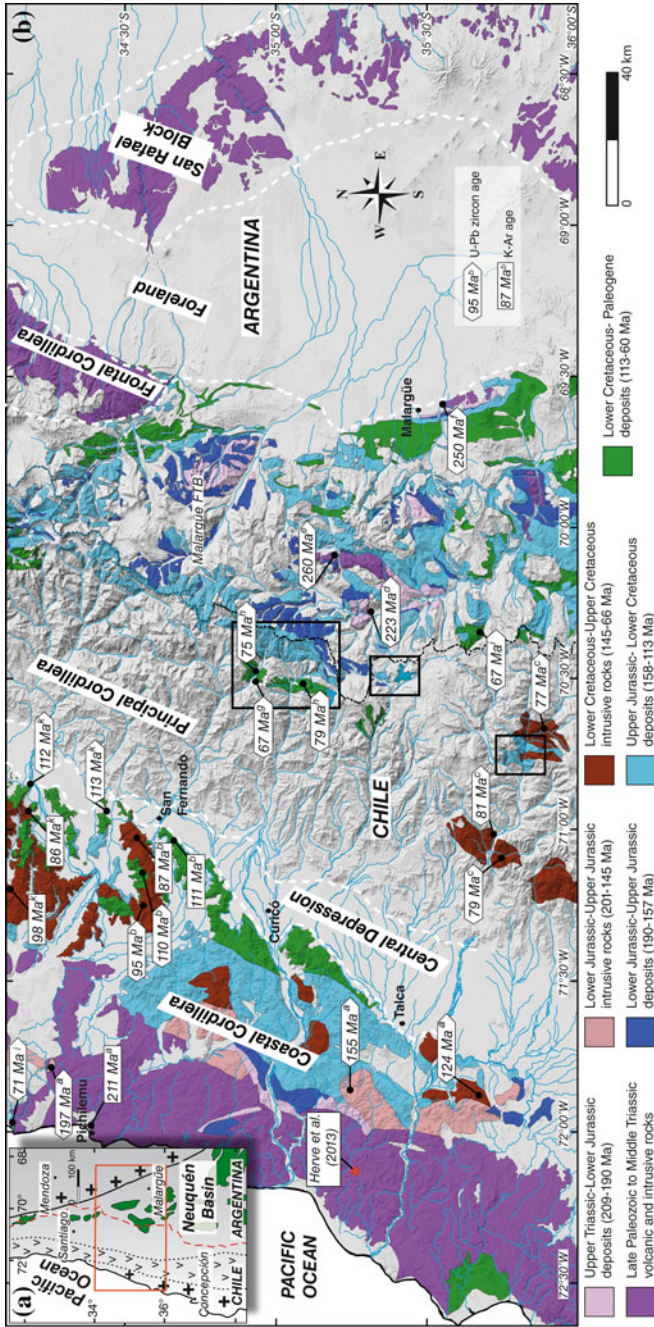 (a)
72°
70°
68
34°
36°
Pacific
Ocean
Santiago
Mendoza
100 km
Malargüe
Neuquén
Basin
Concepción
CHILE
ARGENTINA
(b)
34°30'S
35°00'S
35°30'S
36°00'S
72°30'W
72°00'W
71°30'W
71°00'W
70°30'W
70°00'W
69°30'W
69°00'W
68°30'W
PACIFIC
OCEAN
71 Ma
197 Ma a
Pichilemu
211 Ma a
Herve et al.
(2013)
155 Ma a
124 Ma a
Coastal Cordillera
Central Depression
Talca
Curicó
San
Fernando
98 Ma k
86 Ma k
112 Ma k
113 Ma k
95 Ma b
110 Ma b
87 Ma b
111 Ma b
Principal Cordillera
CHILE
79 Ma c
81 Ma c
77 Ma c
67 Ma g
75 Ma h
79 Ma h
67 Ma
223 Ma d
260 Ma
250 Ma
Malargüe FTB
Malargüe
Frontal Cordillera
Foreland
ARGENTINA
San Rafael
Block
N
E
S
W
95 Ma b U-Pb zircon age
87 Ma b K-Ar age
0 40 km
Upper Triassic-Lower Jurassic
deposits (209-190 Ma)
Late Paleozoic to Middle Triassic
volcanic and intrusive rocks
Lower Jurassic-Upper Jurassic
intrusive rocks (201-145 Ma)
Lower Jurassic-Upper Jurassic
deposits (190-157 Ma)
Lower Cretaceous-Upper Cretaceous
intrusive rocks (145-66 Ma)
Upper Jurassic- Lower Cretaceous
deposits (158-113 Ma)
Lower Cretaceous- Paleogene
deposits (113-60 Ma)